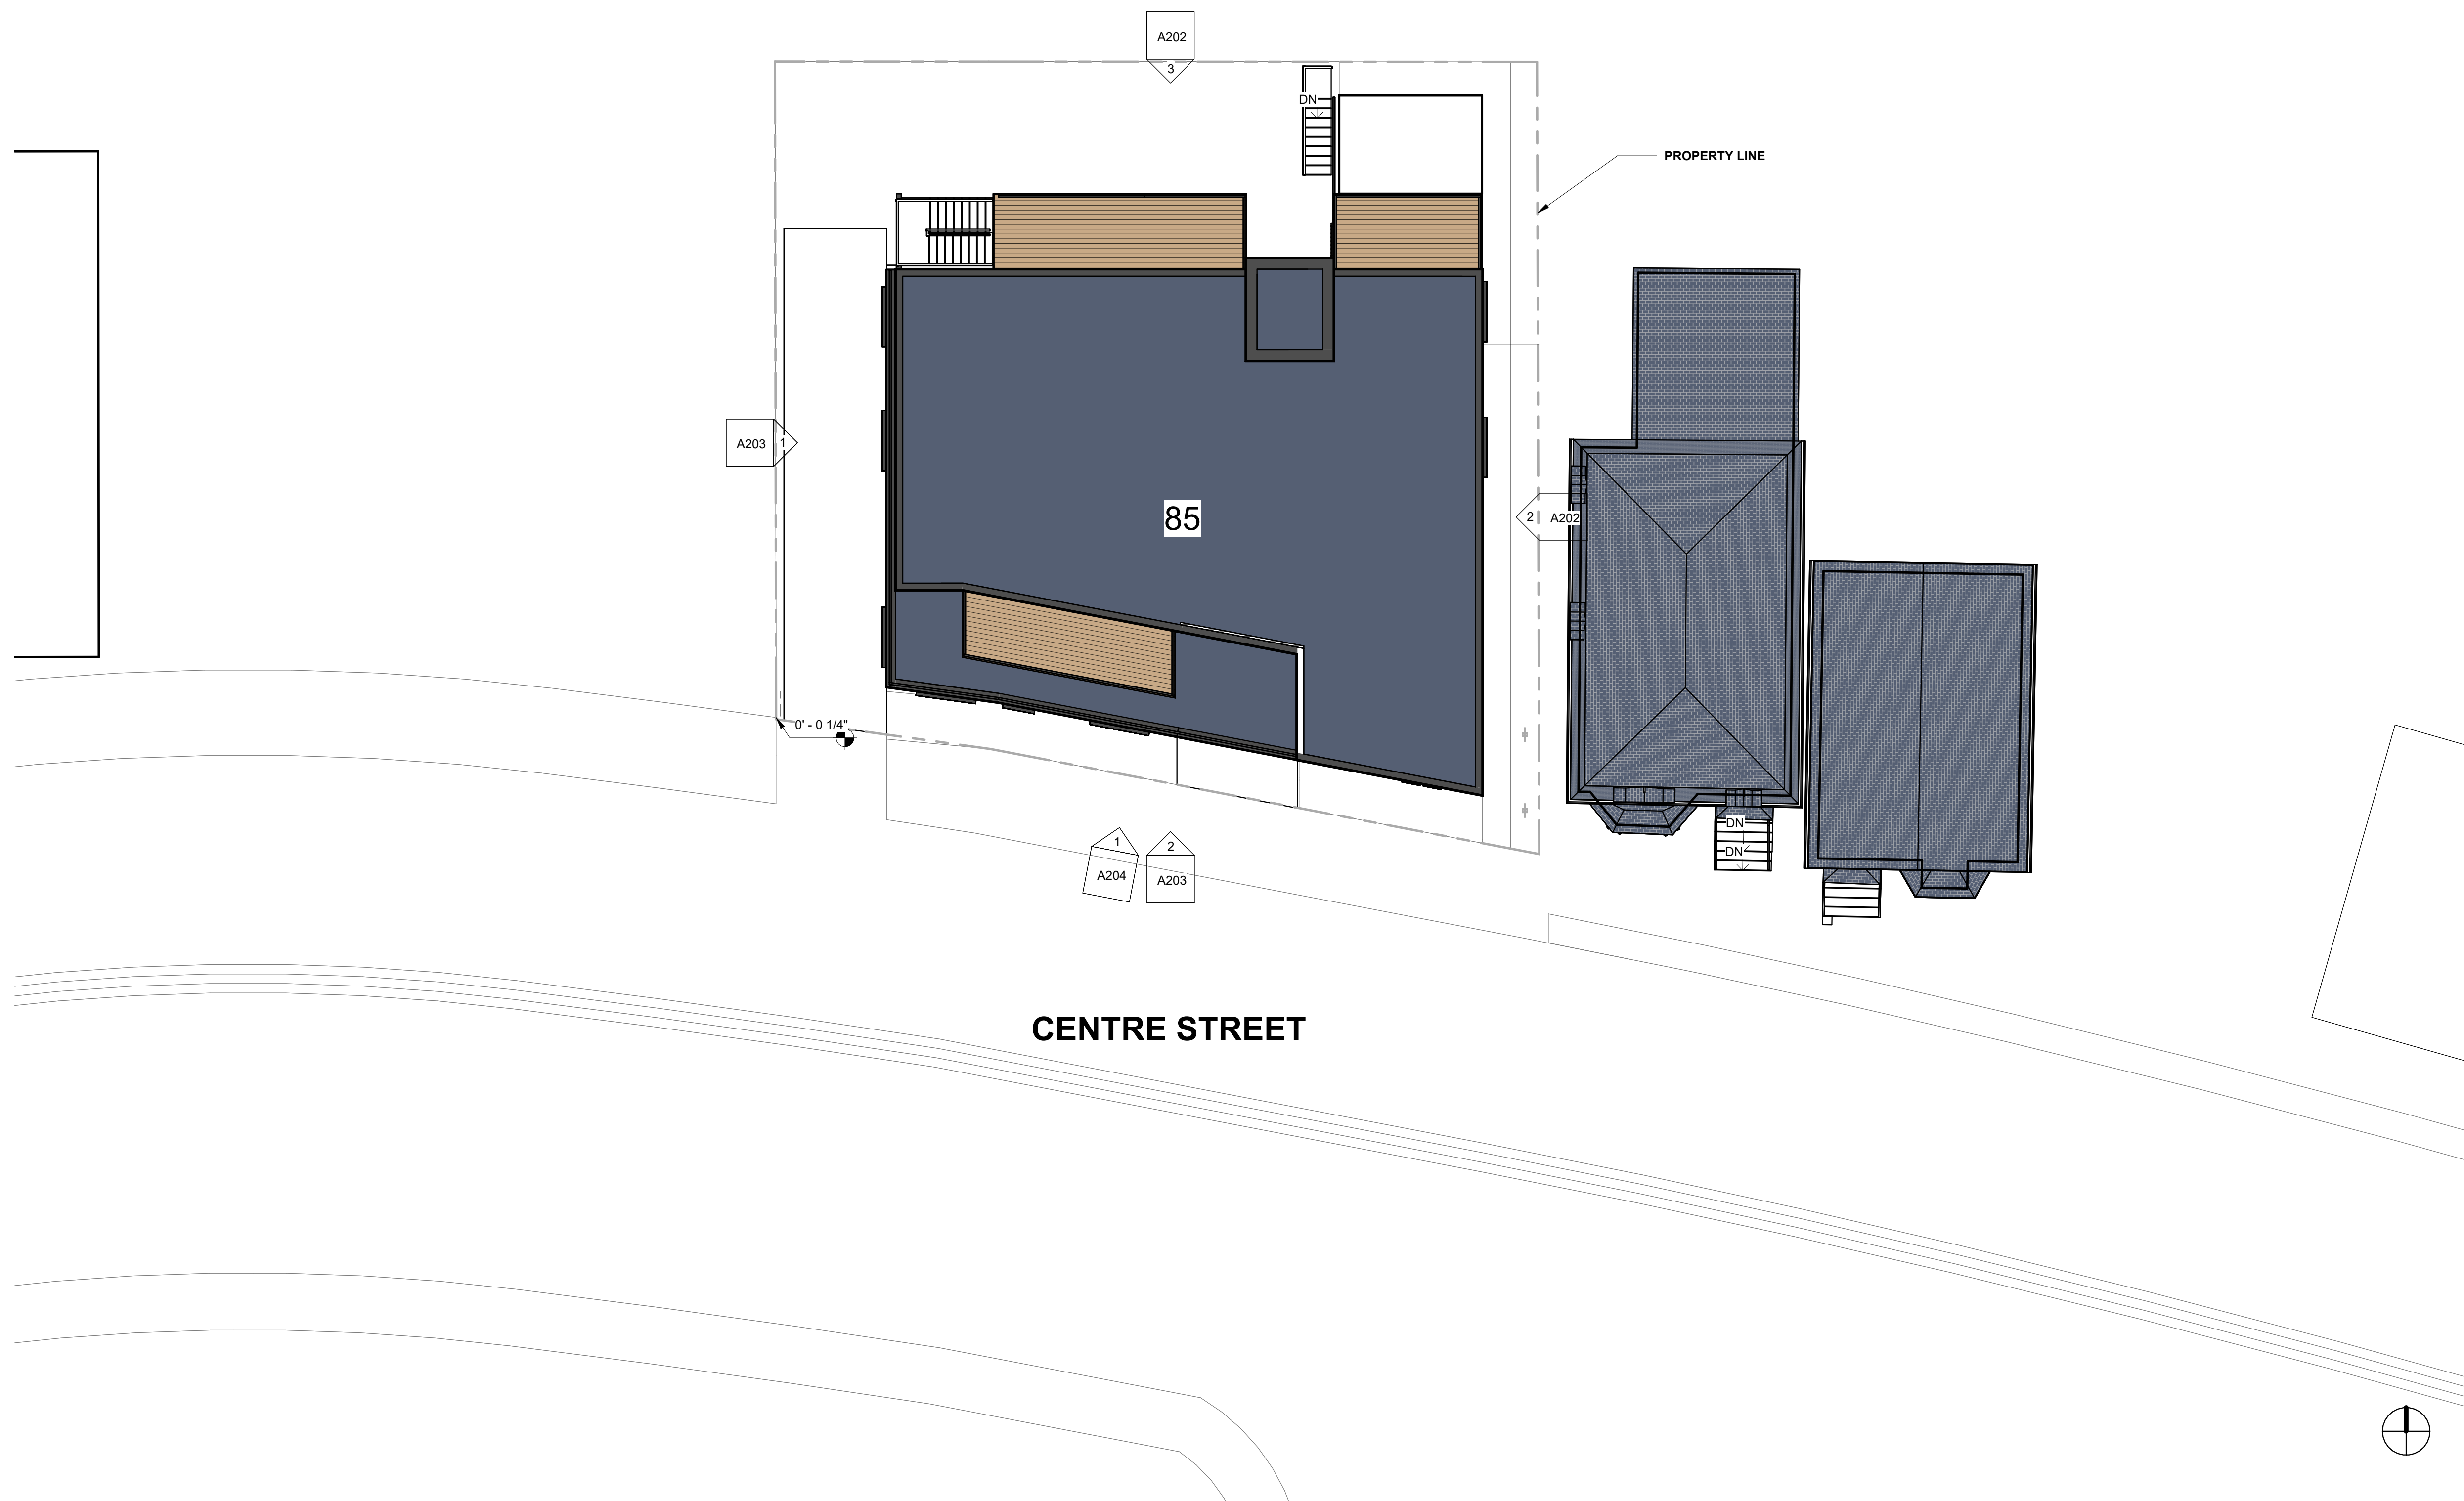 A202
3
DN
PROPERTY LINE
A203
1
85
2
A202
0' - 0 1/4"
DN
DN
1
A204
2
A203
CENTRE STREET